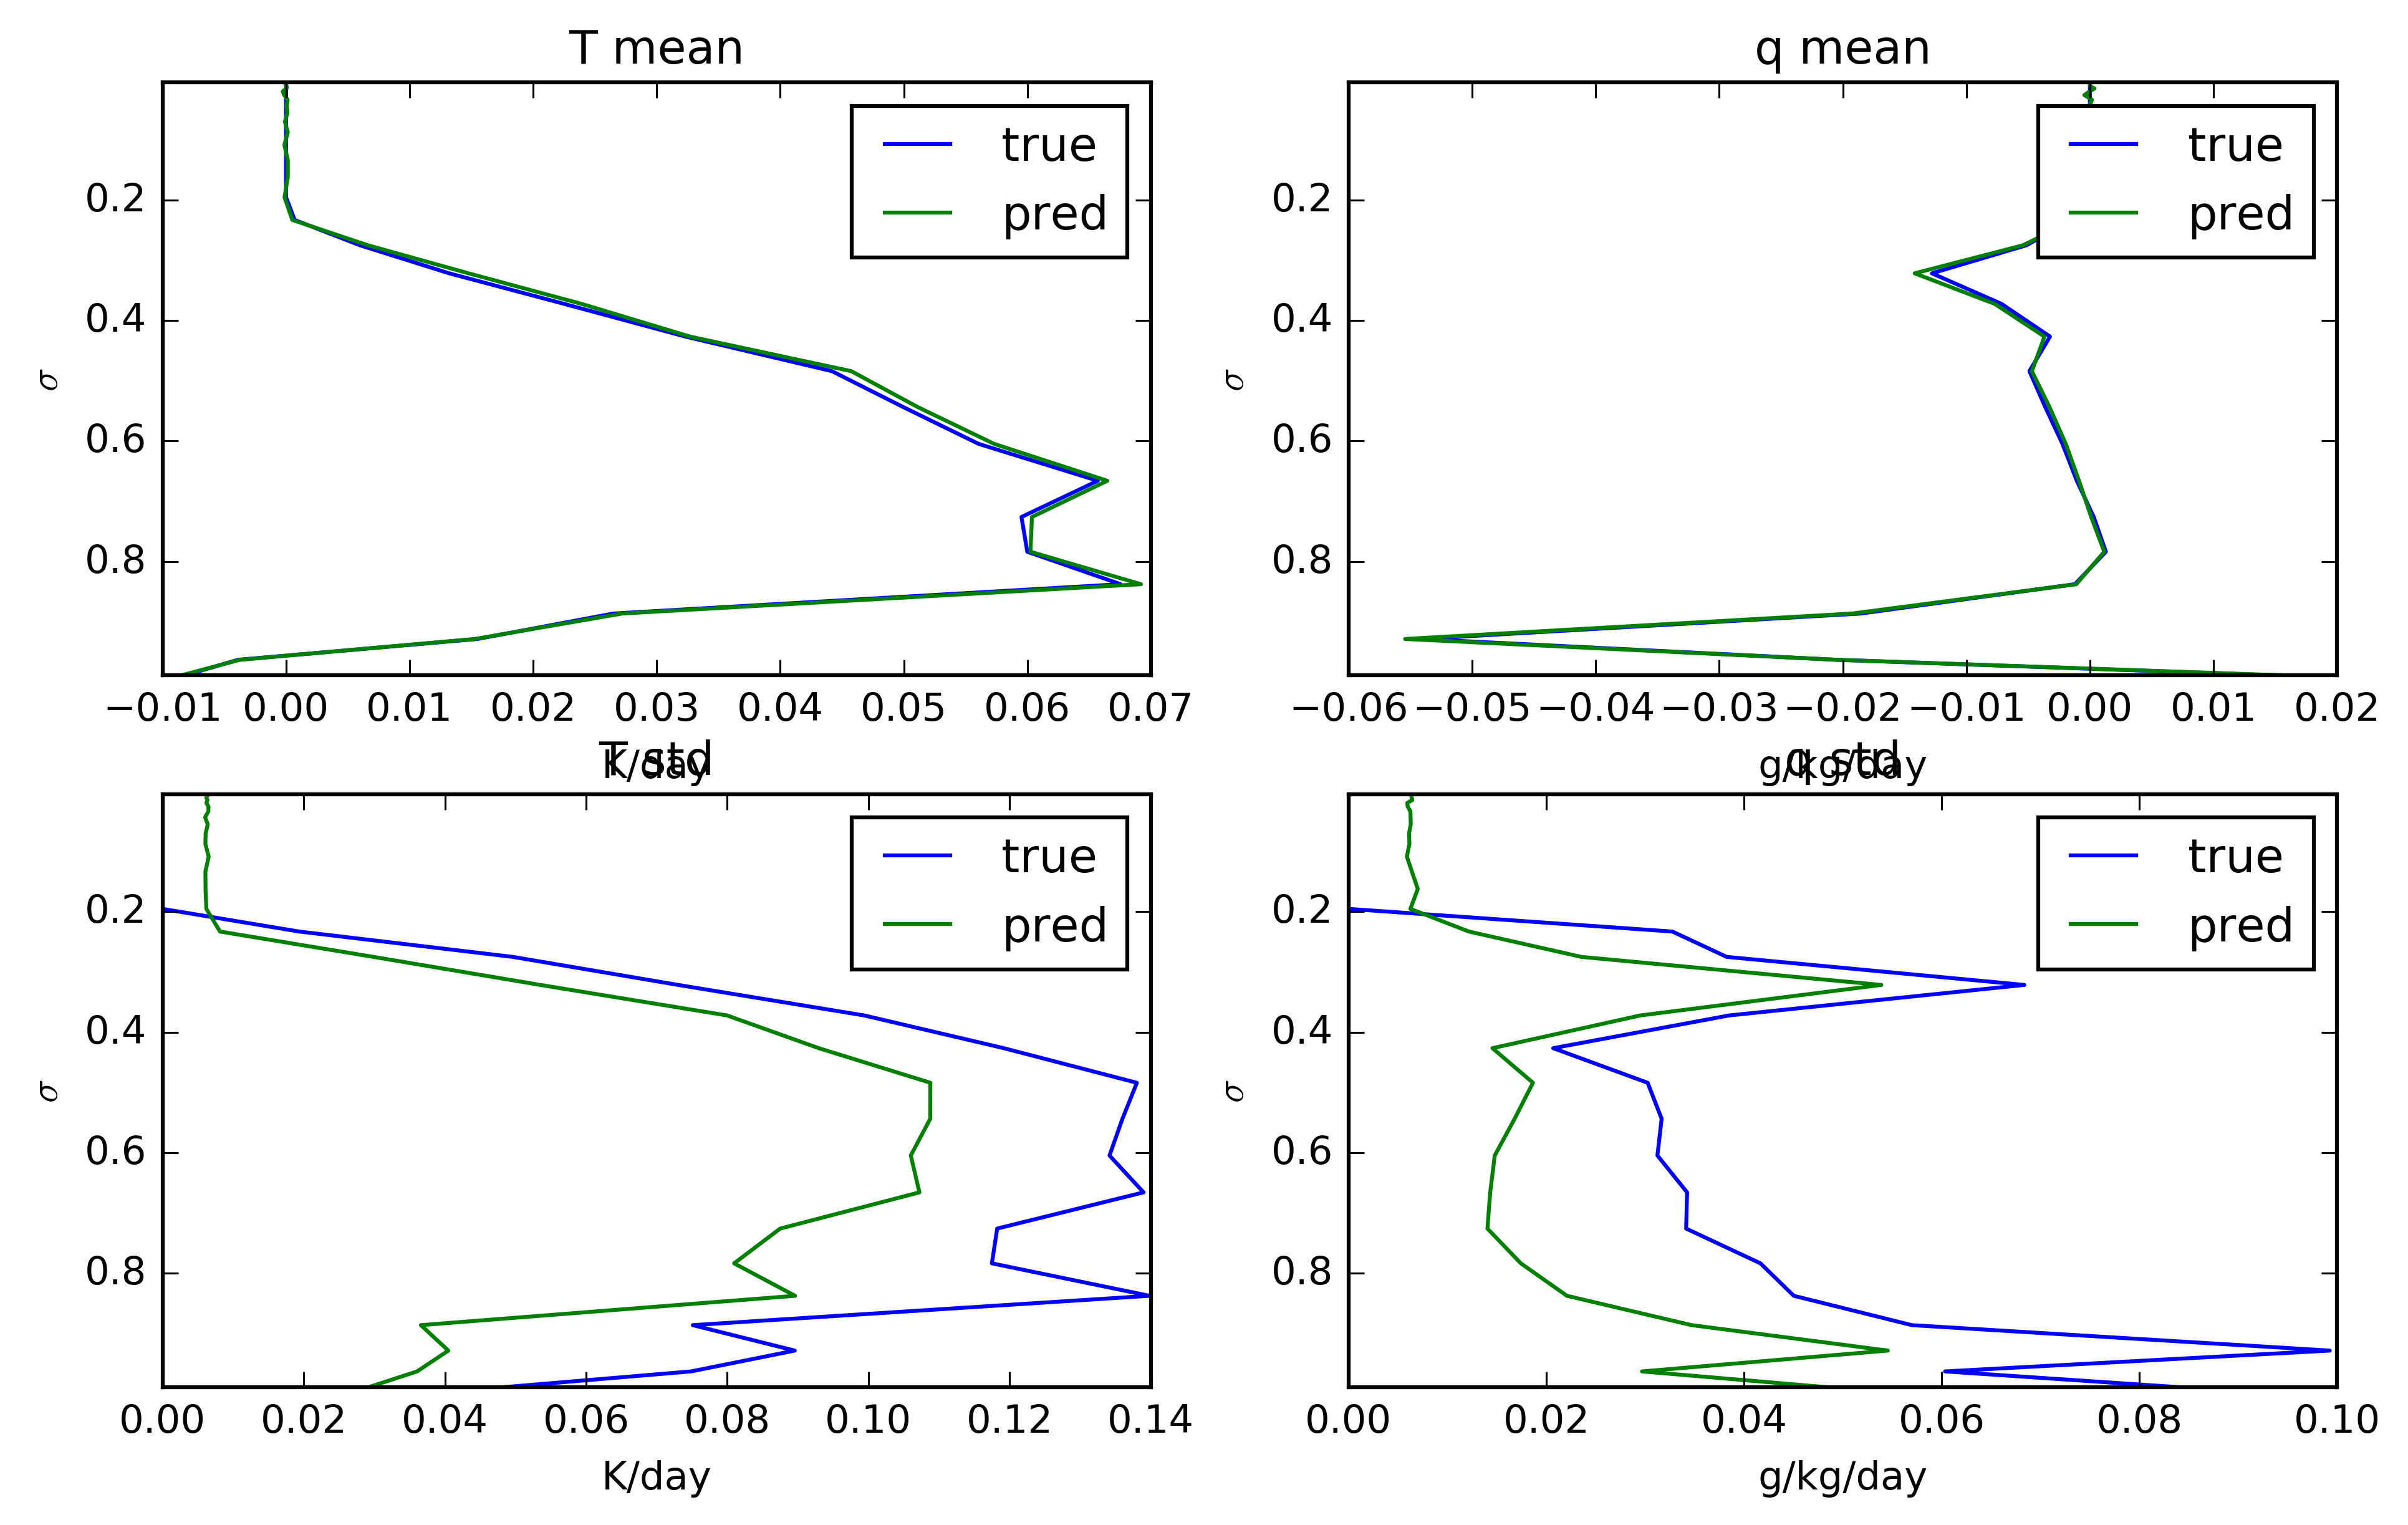 T mean
true
pred
0.2
0.4
0.6
0.8
σ
−0.01 0.00 0.01 0.02 0.03 0.04 0.05 0.06 0.07
K/day
q mean
true
pred
0.2
0.4
0.6
0.8
σ
−0.06 −0.05 −0.04 −0.03 −0.02 −0.01 0.00 0.01 0.02
g/kg/day
T std
true
pred
0.2
0.4
0.6
0.8
σ
0.00 0.02 0.04 0.06 0.08 0.10 0.12 0.14
K/day
q std
true
pred
0.2
0.4
0.6
0.8
σ
0.00 0.02 0.04 0.06 0.08 0.10
g/kg/day